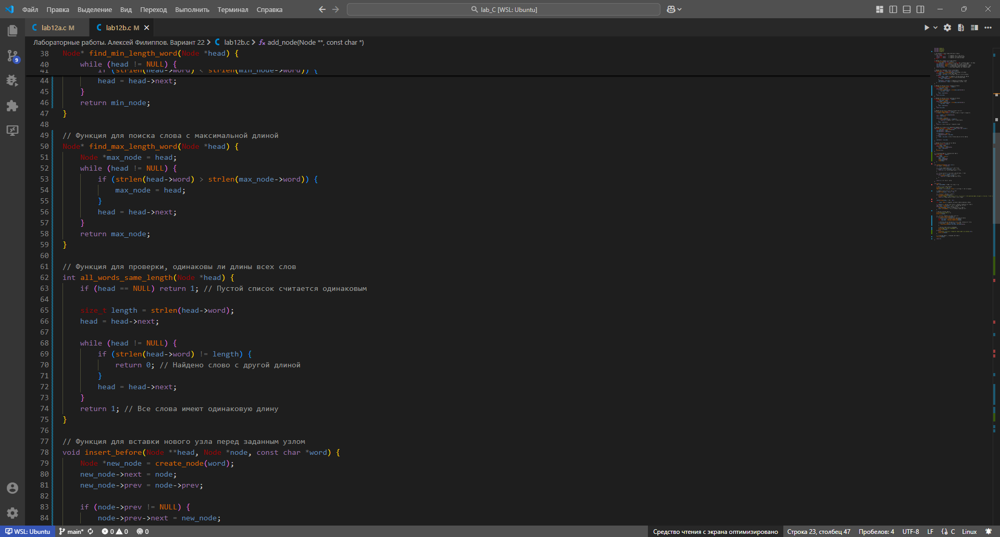 Файл Правка Выделение Вид Переход Выполнить Терминал Справка lab_C [WSL: Ubuntu]
lab12a.c M lab12b.c M
Лабораторные работы. Алексей Филиппов. Вариант 22 > lab12b.c > add_node(Node **, const char *)
38 Node* find_min_length_word(Node *head) {
40     while (head != NULL) {
41         if (strlen(head->word) < strlen(min_node->word)) {
44         head = head->next;
45     }
46     return min_node;
47 }
48
49 // Функция для поиска слова с максимальной длиной
50 Node* find_max_length_word(Node *head) {
51     Node *max_node = head;
52     while (head != NULL) {
53         if (strlen(head->word) > strlen(max_node->word)) {
54             max_node = head;
55         }
56         head = head->next;
57     }
58     return max_node;
59 }
60
61 // Функция для проверки, одинаковы ли длины всех слов
62 int all_words_same_length(Node *head) {
63     if (head == NULL) return 1; // Пустой список считается одинаковым
64
65     size_t length = strlen(head->word);
66     head = head->next;
67
68     while (head != NULL) {
69         if (strlen(head->word) != length) {
70             return 0; // Найдено слово с другой длиной
71         }
72         head = head->next;
73     }
74     return 1; // Все слова имеют одинаковую длину
75 }
76
77 // Функция для вставки нового узла перед заданным узлом
78 void insert_before(Node **head, Node *node, const char *word) {
79     Node *new_node = create_node(word);
80     new_node->next = node;
81     new_node->prev = node->prev;
82
83     if (node->prev != NULL) {
84         node->prev->next = new_node;
9
WSL: Ubuntu main* 0 0 0 Средство чтения с экрана оптимизировано Строка 23, столбец 47 Пробелов: 4 UTF-8 LF {} C Linux